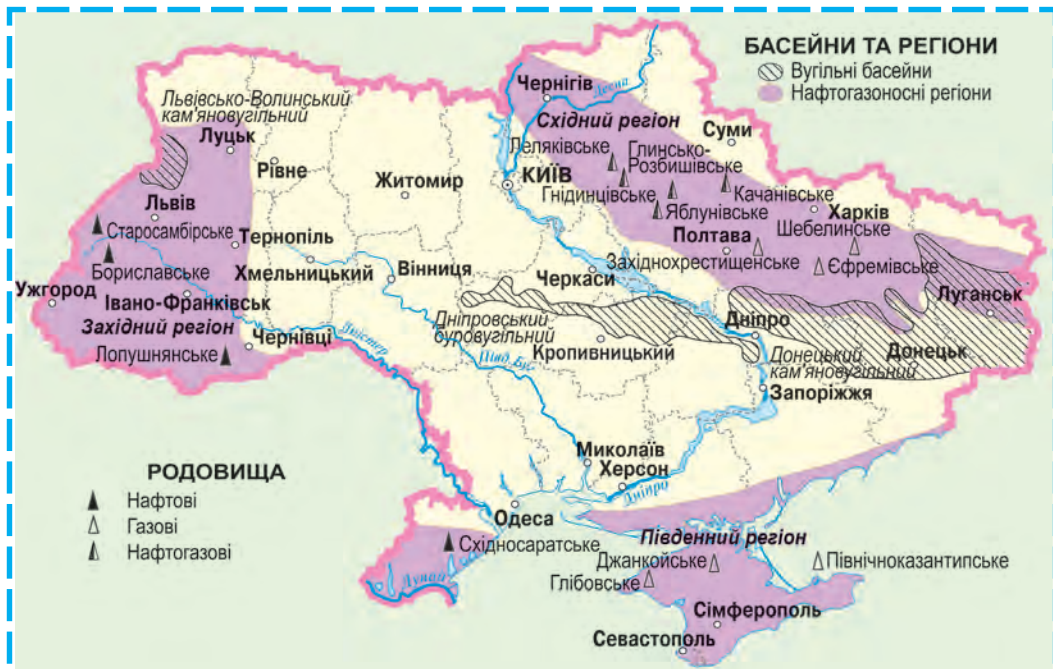 БАСЕЙНИ ТА РЕГІОНИ
Вугільні басейни
Нафтогазоносні регіони
Чернігів
Десна
Львівсько-Волинський
кам'яновугільний
Східний регіон
Суми
Луцьк
Леляківське
Глинсько-
Розбишівське
Рівне
КИЇВ
Житомир
Гнідинцівське
Качанівське
Львів
Яблунівське
Харків
Старосамбірське
Шебелинське
Тернопіль
Полтава
Бориславське
Хмельницький
Вінниця
Західнохрестищенське
Єфремівське
Черкаси
Ужгород
Івано-Франківськ
Луганськ
Західний регіон
Дніпровський
буровугільний
Дніпро
Чернівці
Дністер
Кропивницький
Донецьк
Лопушнянське
Півд. Буг
Донецький
кам'яновугільний
Запоріжжя
Миколаїв
Херсон
Дніпро
РОДОВИЩА
Нафтові
Газові
Нафтогазові
Одеса
Східносаратське
Південний регіон
Джанкойське
Північноказантипське
Глібовське
Дунай
Сімферополь
Севастополь